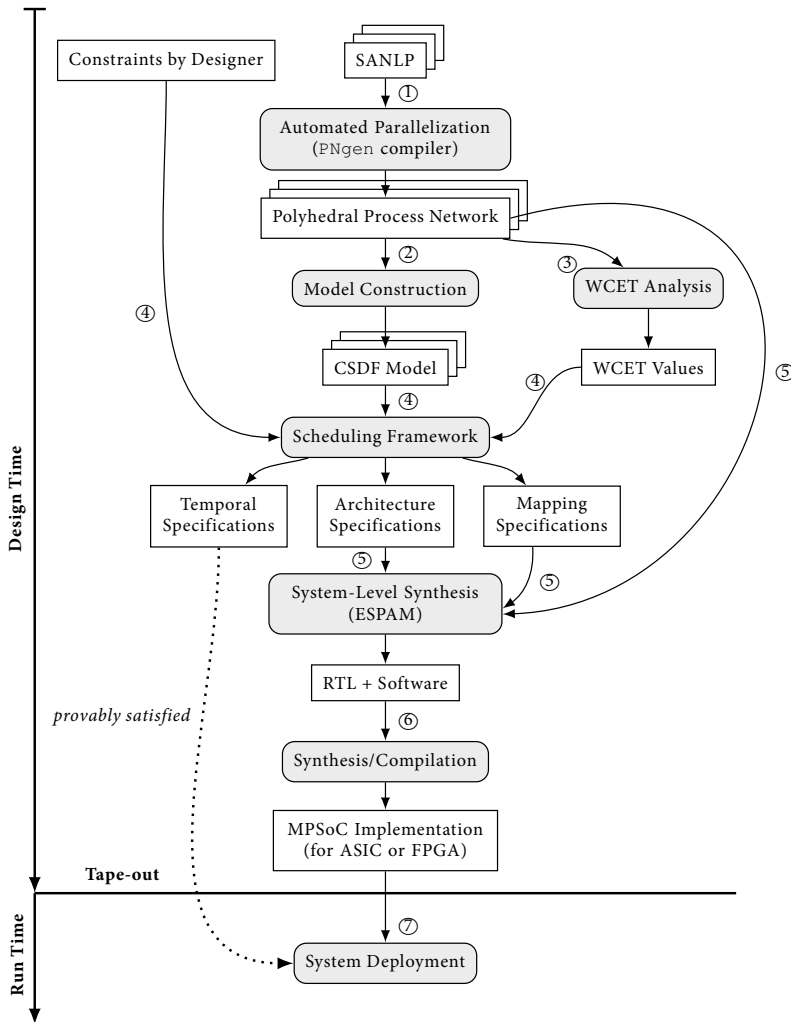 Constraints by Designer
SANLP
①
Automated Parallelization
(PNgen compiler)
Polyhedral Process Network
②
③
Model Construction
WCET Analysis
④
CSDF Model
WCET Values
⑤
④
④
Scheduling Framework
Design Time
Temporal
Specifications
Architecture
Specifications
Mapping
Specifications
⑤
⑤
System-Level Synthesis
(ESPAM)
RTL + Software
provably satisfied
⑥
Synthesis/Compilation
MPSoC Implementation
(for ASIC or FPGA)
Tape-out
Run Time
⑦
System Deployment